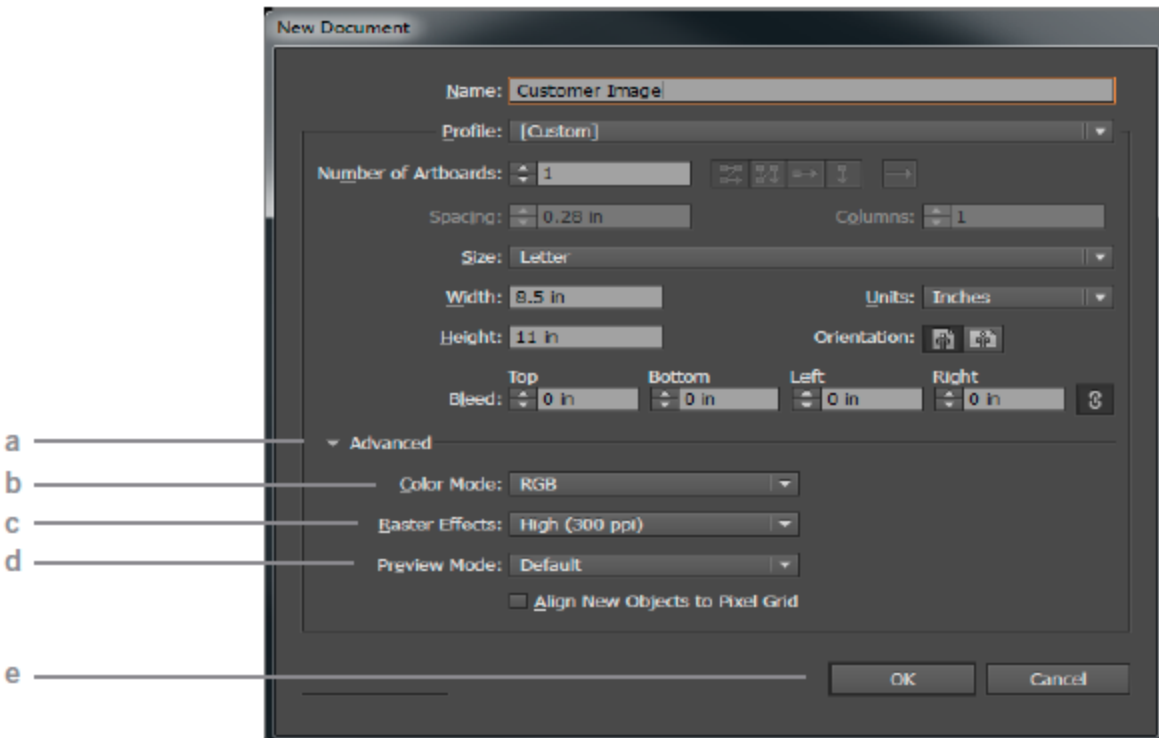 New Document
Name: Customer Image
Profile: [Custom]
Number of Artboards: 1
Spacing: 0.28 in Columns: 1
Size: Letter
Width: 8.5 in Units: Inches
Height: 11 in Orientation:
Top Bottom Left Right
Bleed: 0 in 0 in 0 in 0 in
a Advanced
b Color Mode: RGB
c Raster Effects: High (300 ppi)
d Preview Mode: Default
Align New Objects to Pixel Grid
e OK Cancel